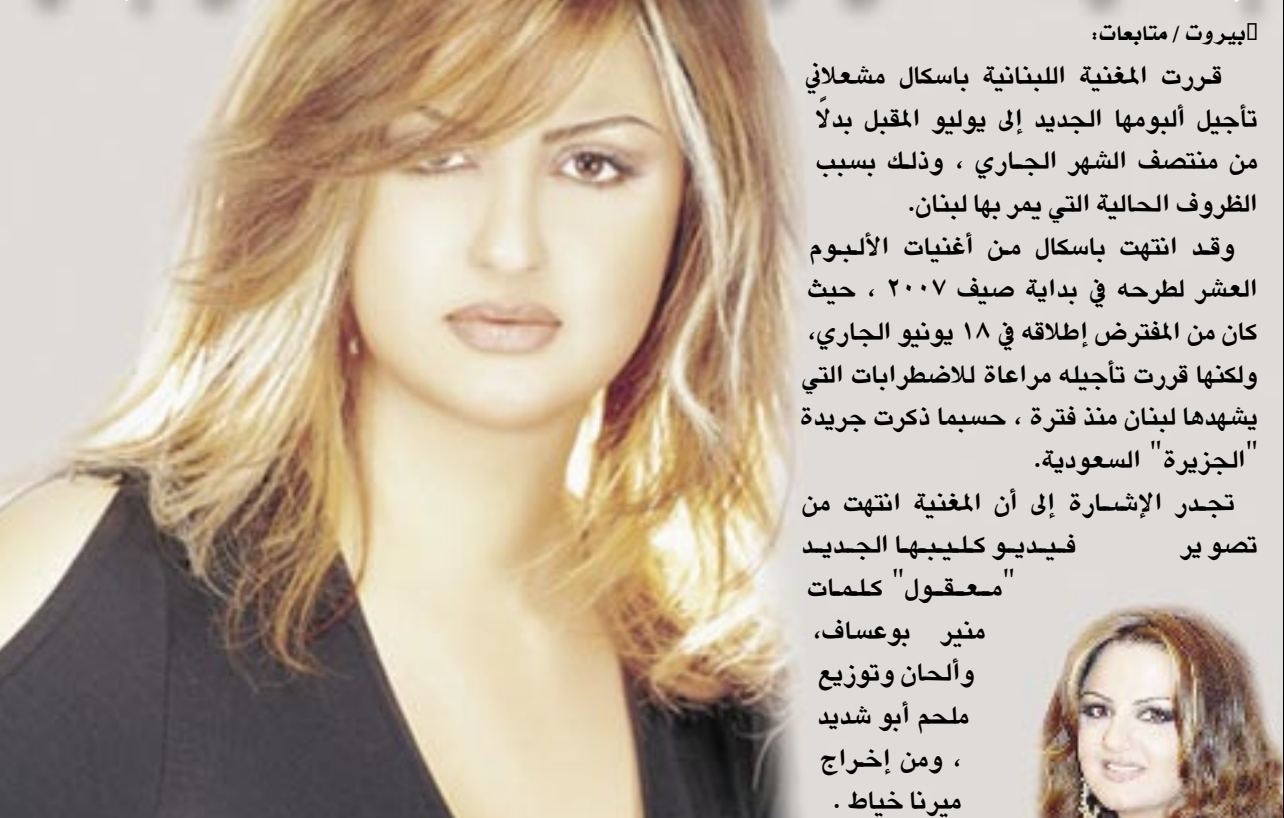 بيروت / متابعات:
قررت المغنية اللبنانية باسكال مشعلاني
تأجيل ألبومها الجديد إلى يوليو المقبل بدلاً
من منتصف الشهر الجاري ، وذلك بسبب
الظروف الحالية التي يمر بها لبنان.
وقد انتهت باسكال من أغنيات الألبوم
العشر لطرحه في بداية صيف ٢٠٠٧ ، حيث
كان من المفترض إطلاقه في ١٨ يونيو الجاري،
ولكنها قررت تأجيله مراعاة للاضطرابات التي
يشهدها لبنان منذ فترة ، حسبما ذكرت جريدة
"الجزيرة" السعودية.
تجدر الإشارة إلى أن المغنية انتهت من
تصو ير فيديو كليبها الجديد
"معقول" كلمات
منير بوعساف،
وألحان وتوزيع
ملحم أبو شديد
، ومن إخراج
ميرنا خياط .